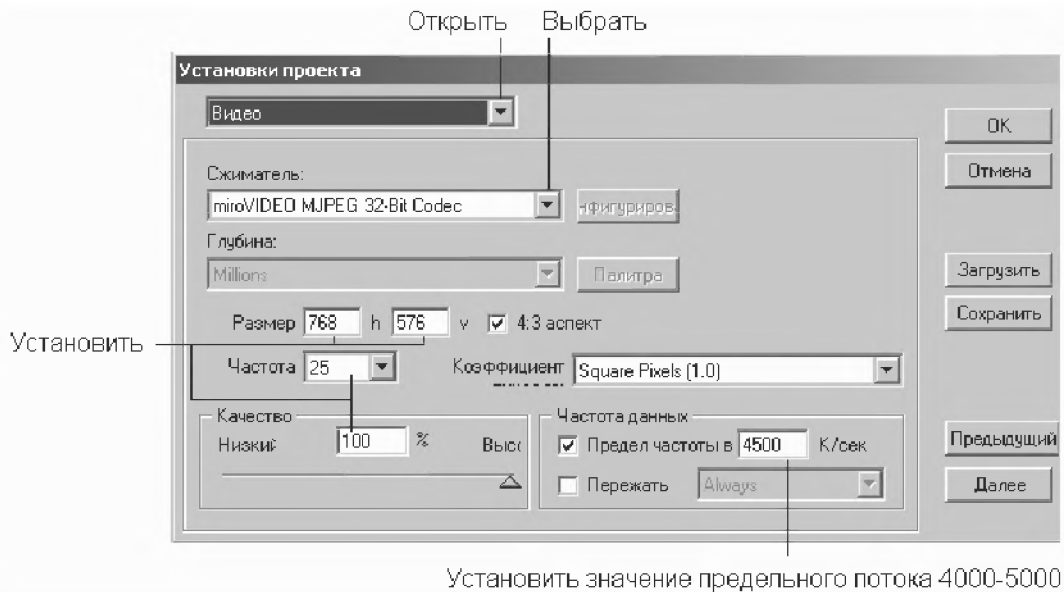 Открыть Выбрать
Установки проекта
Видео
OK
Сжиматель:
Отмена
miroVIDEO MJPEG 32-Bit Codec
нфигуриров.
Глубина:
Millions
Палитра
Загрузить
Размер 768 h 576 v 4:3 аспект
Сохранить
Установить
Частота 25
Коэффициент Square Pixels (1.0)
Качество
Частота данных
Низкий 100 % Выс
Предел частоты в 4500 К/сек
Предыдущий
Пережать Always
Далее
Установить значение предельного потока 4000-5000